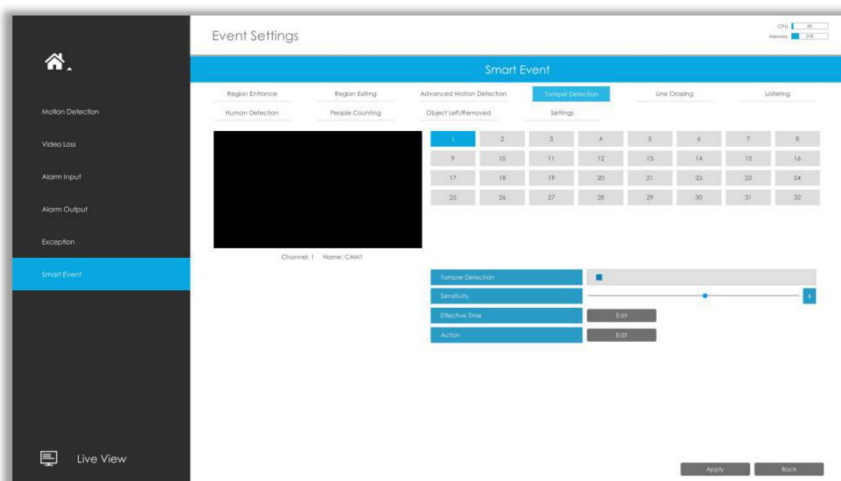 Event Settings
CPU
Memory
Smart Event
Region Entrance Region Exiting Advanced Motion Detection Tamper Detection Line Crossing Loitering
Human Detection People Counting Object Left/Removed Settings
Motion Detection
Video Loss
Alarm Input
Alarm Output
Exception
Smart Event
1 2 3 4 5 6 7 8
9 10 11 12 13 14 15 16
17 18 19 20 21 22 23 24
25 26 27 28 29 30 31 32
Channel: 1 Name: CAM1
Tamper Detection
Sensitivity
Effective Time Edit
Action Edit
Live View
Apply Back